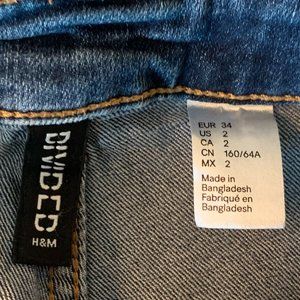 DIVIDED
H&M
EUR 34
US 2
CA 2
CN 160/64A
MX 2
Made in
Bangladesh
Fabriqué en
Bangladesh